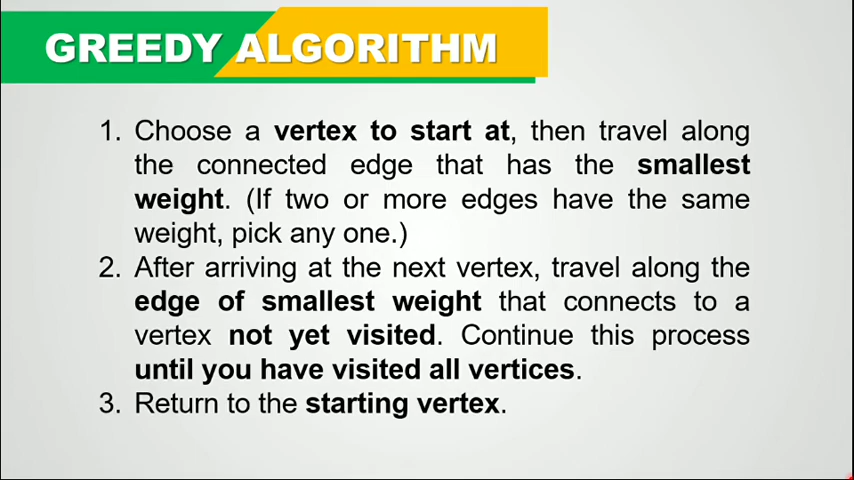 GREEDY ALGORITHM
1. Choose a vertex to start at, then travel along
the connected edge that has the smallest
weight. (If two or more edges have the same
weight, pick any one.)
2. After arriving at the next vertex, travel along the
edge of smallest weight that connects to a
vertex not yet visited. Continue this process
until you have visited all vertices.
3. Return to the starting vertex.